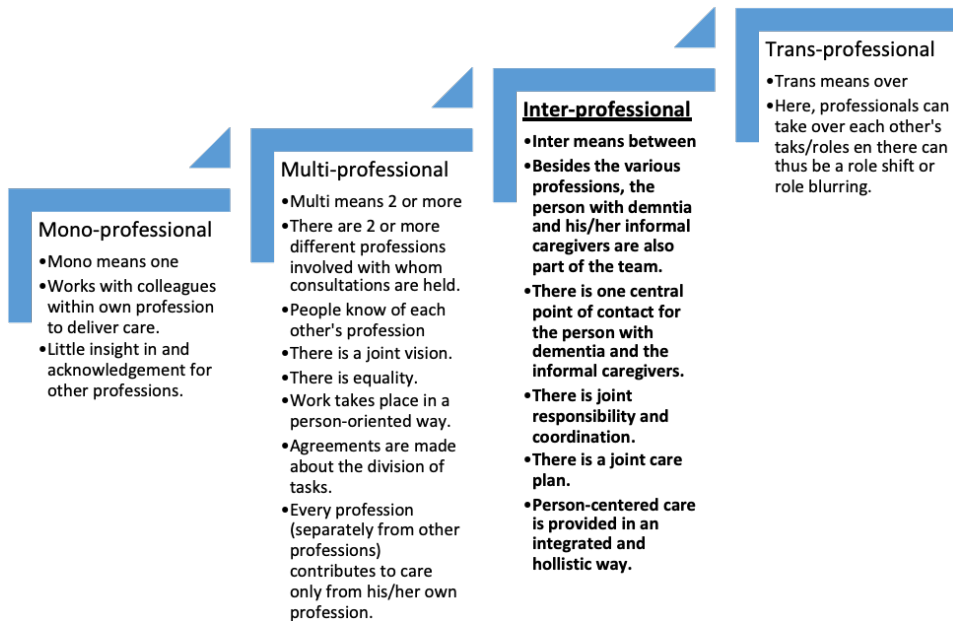 Mono-professional
•Mono means one
•Works with colleagues
within own profession
to deliver care.
•Little insight in and
acknowledgement for
other professions.
Multi-professional
•Multi means 2 or more
•There are 2 or more
different professions
involved with whom
consultations are held.
•People know of each
other's profession
•There is a joint vision.
•There is equality.
•Work takes place in a
person-oriented way.
•Agreements are made
about the division of
tasks.
•Every profession
(separately from other
professions)
contributes to care
only from his/her own
profession.
Inter-professional
•Inter means between
•Besides the various
professions, the
person with demntia
and his/her informal
caregivers are also
part of the team.
•There is one central
point of contact for
the person with
dementia and the
informal caregivers.
•There is joint
responsibility and
coordination.
•There is a joint care
plan.
•Person-centered care
is provided in an
integrated and
hollistic way.
Trans-professional
•Trans means over
•Here, professionals can
take over each other's
taks/roles en there can
thus be a role shift or
role blurring.